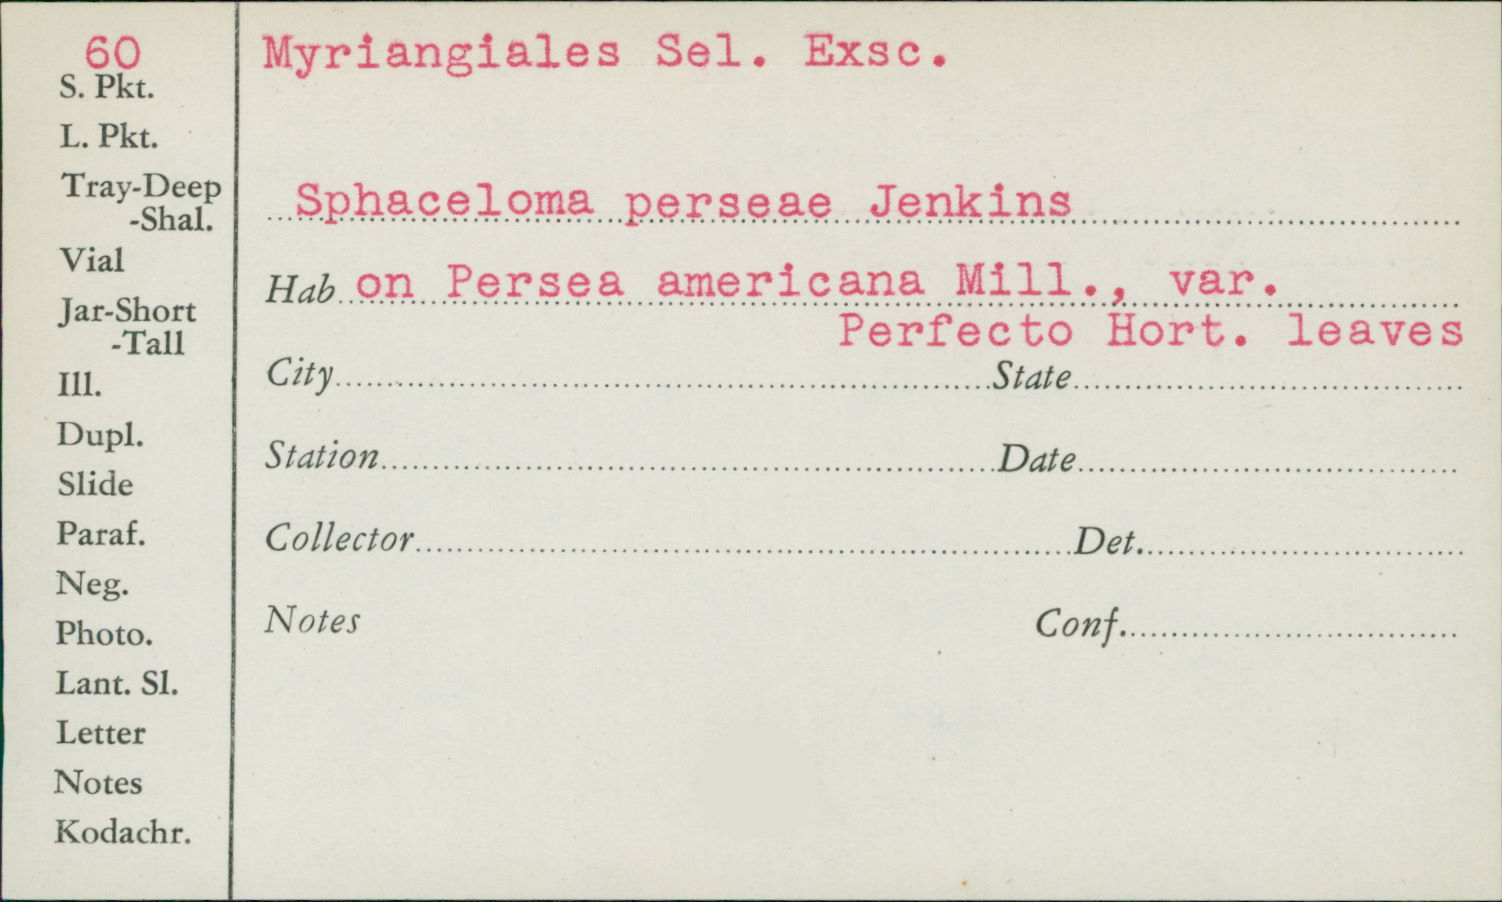 60
S. Pkt.
L. Pkt.
Tray-Deep
-Shal.
Vial
Jar-Short
-Tall
Ill.
Dupl.
Slide
Paraf.
Neg.
Photo.
Lant. Sl.
Letter
Notes
Kodachr.
Myriangiales Sel. Exsc.
Sphaceloma perseae Jenkins
Hab on Persea americana Mill., var.
Perfecto Hort. leaves
City State
Station Date
Collector Det.
Notes Conf.